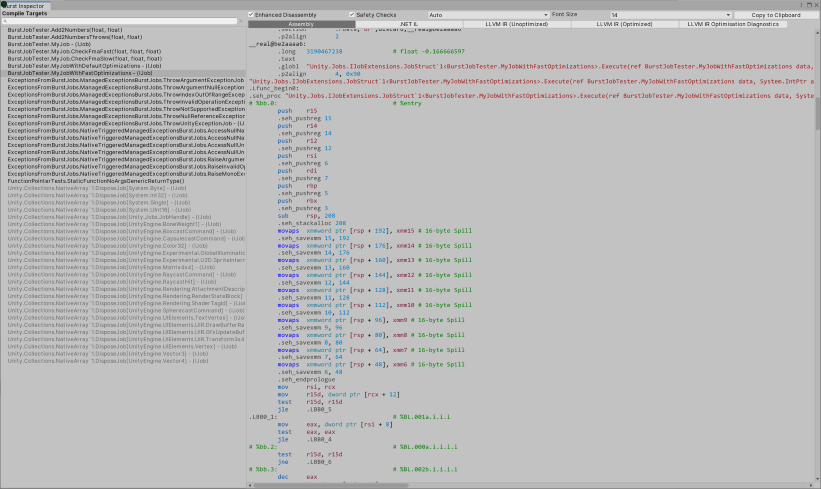 Burst Inspector
Compile Targets
Enhanced Disassembly
Safety Checks
Auto
Font Size
14
Copy to Clipboard
Assembly
.NET IL
LLVM IR (Unoptimized)
LLVM IR (Optimized)
LLVM IR Optimisation Diagnostics
BurstJobTester.Add2Numbers(float, float)
BurstJobTester.Add2NumbersThrows(float, float)
BurstJobTester.MyJob - (IJob)
BurstJobTester.MyJob.CheckFmaFast(float, float, float)
BurstJobTester.MyJob.CheckFmaSlow(float, float, float)
BurstJobTester.MyJobWithDefaultOptimizations - (IJob)
BurstJobTester.MyJobWithFastOptimizations - (IJob)
ExceptionsFromBurstJobs.ManagedExceptionsBurstJobs.ThrowArgumentExceptionJob
ExceptionsFromBurstJobs.ManagedExceptionsBurstJobs.ThrowArgumentNullException
ExceptionsFromBurstJobs.ManagedExceptionsBurstJobs.ThrowIndexOutOfRangeExcep
ExceptionsFromBurstJobs.ManagedExceptionsBurstJobs.ThrowInvalidOperationExcepti
ExceptionsFromBurstJobs.ManagedExceptionsBurstJobs.ThrowNotSupportedException
ExceptionsFromBurstJobs.ManagedExceptionsBurstJobs.ThrowNullReferenceException
ExceptionsFromBurstJobs.ManagedExceptionsBurstJobs.ThrowUnityExceptionJob - (IJ
ExceptionsFromBurstJobs.NativeTriggeredManagedExceptionsBurstJobs.AccessNullNa
ExceptionsFromBurstJobs.NativeTriggeredManagedExceptionsBurstJobs.AccessNullNa
ExceptionsFromBurstJobs.NativeTriggeredManagedExceptionsBurstJobs.AccessNullUn
ExceptionsFromBurstJobs.NativeTriggeredManagedExceptionsBurstJobs.RaiseArgumen
ExceptionsFromBurstJobs.NativeTriggeredManagedExceptionsBurstJobs.RaiseInvalidO
ExceptionsFromBurstJobs.NativeTriggeredManagedExceptionsBurstJobs.RaiseMonoEx
FunctionPointerTests.StaticFunctionNoArgsGenericReturnType()
Unity.Collections.NativeArray`1.DisposeJob[System.Byte] - (IJob)
Unity.Collections.NativeArray`1.DisposeJob[System.Int32] - (IJob)
Unity.Collections.NativeArray`1.DisposeJob[System.Single] - (IJob)
Unity.Collections.NativeArray`1.DisposeJob[System.UInt16] - (IJob)
Unity.Collections.NativeArray`1.DisposeJob[Unity.Jobs.JobHandle] - (IJob)
Unity.Collections.NativeArray`1.DisposeJob[UnityEngine.BoneWeight1] - (IJob)
Unity.Collections.NativeArray`1.DisposeJob[UnityEngine.BoxcastCommand] - (IJob)
Unity.Collections.NativeArray`1.DisposeJob[UnityEngine.CapsulecastCommand] - (IJob)
Unity.Collections.NativeArray`1.DisposeJob[UnityEngine.Color32] - (IJob)
Unity.Collections.NativeArray`1.DisposeJob[UnityEngine.Experimental.GlobalIlluminatio
Unity.Collections.NativeArray`1.DisposeJob[UnityEngine.Experimental.U2D.SpriteInterse
Unity.Collections.NativeArray`1.DisposeJob[UnityEngine.Matrix4x4] - (IJob)
Unity.Collections.NativeArray`1.DisposeJob[UnityEngine.RaycastCommand] - (IJob)
Unity.Collections.NativeArray`1.DisposeJob[UnityEngine.RaycastHit] - (IJob)
Unity.Collections.NativeArray`1.DisposeJob[UnityEngine.Rendering.AttachmentDescript
Unity.Collections.NativeArray`1.DisposeJob[UnityEngine.Rendering.RenderStateBlock]
Unity.Collections.NativeArray`1.DisposeJob[UnityEngine.Rendering.ShaderTagId] - (IJob)
Unity.Collections.NativeArray`1.DisposeJob[UnityEngine.SpherecastCommand] - (IJob)
Unity.Collections.NativeArray`1.DisposeJob[UnityEngine.UIElements.TextVertex] - (IJob)
Unity.Collections.NativeArray`1.DisposeJob[UnityEngine.UIElements.UIR.DrawBufferRa
Unity.Collections.NativeArray`1.DisposeJob[UnityEngine.UIElements.UIR.GfxUpdateBuf
Unity.Collections.NativeArray`1.DisposeJob[UnityEngine.UIElements.UIR.Transform3x4]
Unity.Collections.NativeArray`1.DisposeJob[UnityEngine.UIElements.Vertex] - (IJob)
Unity.Collections.NativeArray`1.DisposeJob[UnityEngine.Vector3] - (IJob)
Unity.Collections.NativeArray`1.DisposeJob[UnityEngine.Vector4] - (IJob)
.p2align 2
__real@be2aaaa6:
.long 3190467238 # float -0.166666597
.text
.globl "Unity.Jobs.IJobExtensions.JobStruct`1<BurstJobTester.MyJobWithFastOptimizations>.Execute(ref BurstJobTester.MyJobWithFastOptimizations data,
.p2align 4, 0x90
"Unity.Jobs.IJobExtensions.JobStruct`1<BurstJobTester.MyJobWithFastOptimizations>.Execute(ref BurstJobTester.MyJobWithFastOptimizations data, System.IntPtr a
.Lfunc_begin0:
.seh_proc "Unity.Jobs.IJobExtensions.JobStruct`1<BurstJobTester.MyJobWithFastOptimizations>.Execute(ref BurstJobTester.MyJobWithFastOptimizations data, System
# %bb.0: # %entry
push r15
.seh_pushreg 15
push r14
.seh_pushreg 14
push r12
.seh_pushreg 12
push rsi
.seh_pushreg 6
push rdi
.seh_pushreg 7
push rbp
.seh_pushreg 5
push rbx
.seh_pushreg 3
sub rsp, 208
.seh_stackalloc 208
movaps xmmword ptr [rsp + 192], xmm15 # 16-byte Spill
.seh_savexmm 15, 192
movaps xmmword ptr [rsp + 176], xmm14 # 16-byte Spill
.seh_savexmm 14, 176
movaps xmmword ptr [rsp + 160], xmm13 # 16-byte Spill
.seh_savexmm 13, 160
movaps xmmword ptr [rsp + 144], xmm12 # 16-byte Spill
.seh_savexmm 12, 144
movaps xmmword ptr [rsp + 128], xmm11 # 16-byte Spill
.seh_savexmm 11, 128
movaps xmmword ptr [rsp + 112], xmm10 # 16-byte Spill
.seh_savexmm 10, 112
movaps xmmword ptr [rsp + 96], xmm9 # 16-byte Spill
.seh_savexmm 9, 96
movaps xmmword ptr [rsp + 80], xmm8 # 16-byte Spill
.seh_savexmm 8, 80
movaps xmmword ptr [rsp + 64], xmm7 # 16-byte Spill
.seh_savexmm 7, 64
movaps xmmword ptr [rsp + 48], xmm6 # 16-byte Spill
.seh_savexmm 6, 48
.seh_endprologue
mov rsi, rcx
mov r15d, dword ptr [rcx + 12]
test r15d, r15d
jle .LBB0_5
.LBB0_1: # %BL.001a.i.i.i
mov eax, dword ptr [rsi + 8]
test eax, eax
jle .LBB0_4
# %bb.2: # %BL.000a.i.i.i.i
test r15d, r15d
jne .LBB0_6
# %bb.3: # %BL.002b.i.i.i.i
dec eax